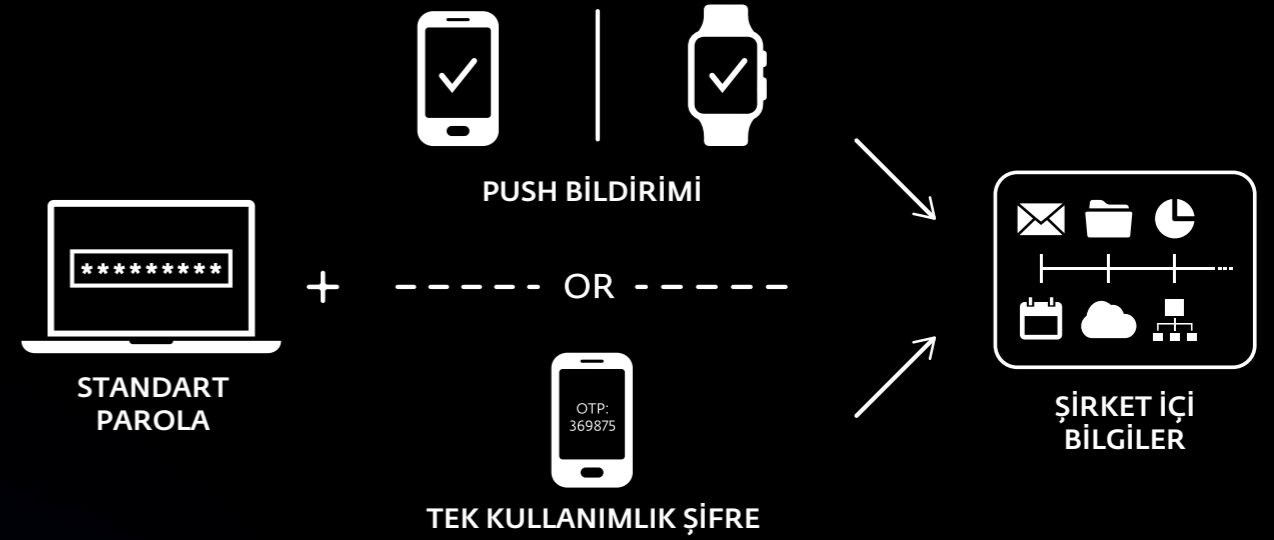 PUSH BİLDİRİMİ
*********
+
OR
STANDART
PAROLA
OTP:
369875
TEK KULLANIMLIK ŞİFRE
ŞİRKET İÇİ
BİLGİLER